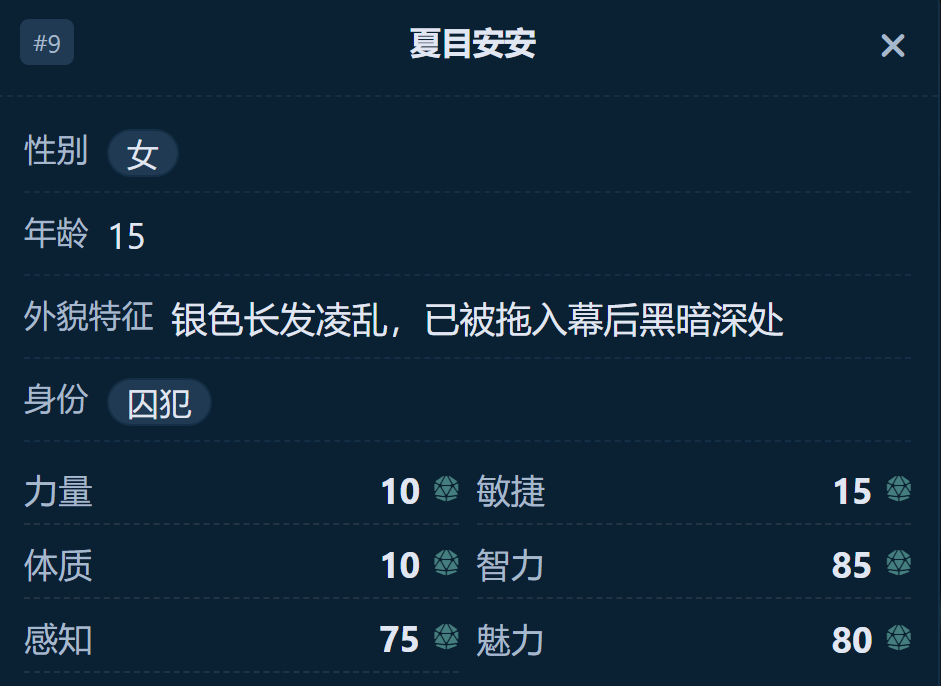 #9 夏目安安 ×
性别 女
年龄 15
外貌特征 银色长发凌乱，已被拖入幕后黑暗深处
身份 囚犯
力量 10 敏捷 15
体质 10 智力 85
感知 75 魅力 80